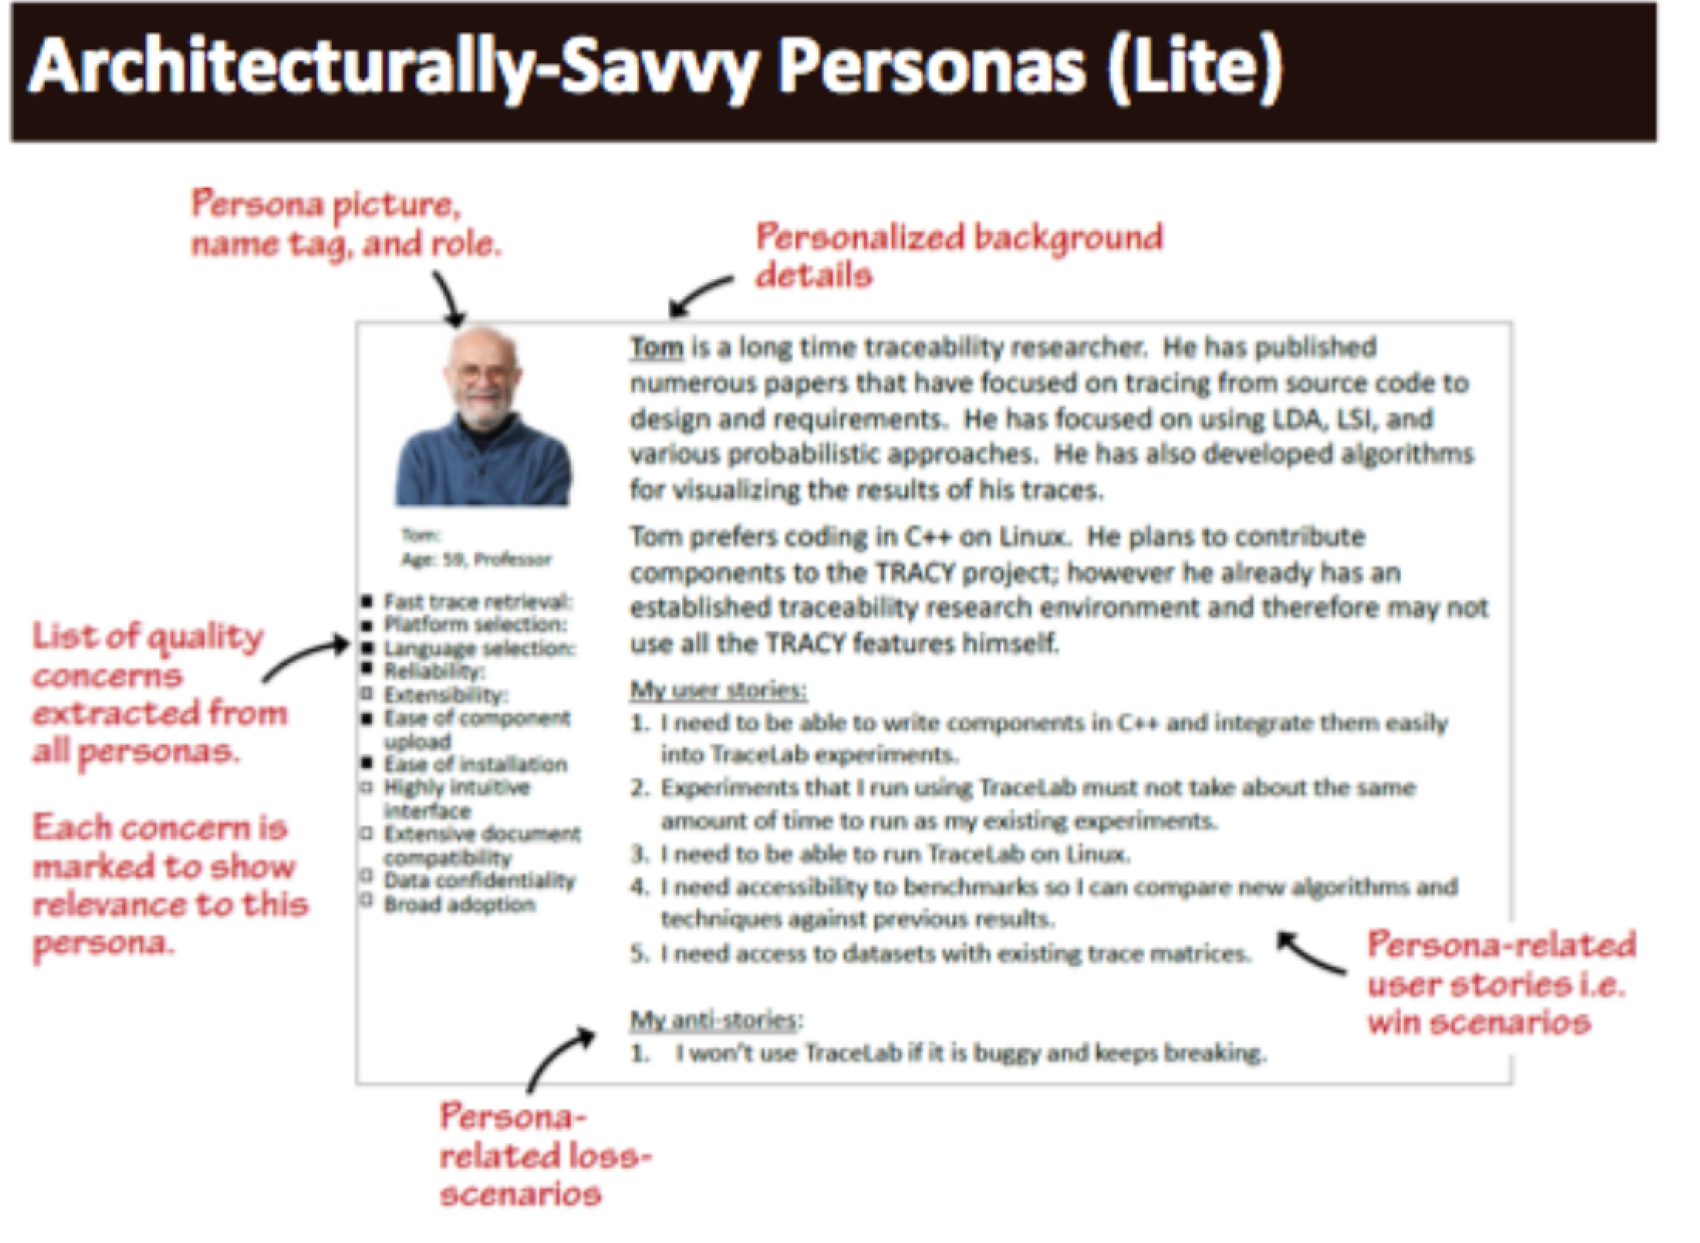 Architecturally-Savvy Personas (Lite)
Persona picture,
name tag, and role.
Personalized background
details
Tom is a long time traceability researcher. He has published
numerous papers that have focused on tracing from source code to
design and requirements. He has focused on using LDA, LSI, and
various probabilistic approaches. He has also developed algorithms
for visualizing the results of his traces.
Tom prefers coding in C++ on Linux. He plans to contribute
components to the TRACY project; however he already has an
established traceability research environment and therefore may not
use all the TRACY features himself.
Tom:
Age: 59, Professor
■ Fast trace retrieval:
■ Platform selection:
■ Language selection:
■ Reliability:
□ Extensibility:
■ Ease of component
upload
■ Ease of installation
□ Highly intuitive
interface
□ Extensive document
compatibility
□ Data confidentiality
□ Broad adoption
List of quality
concerns
extracted from
all personas.
Each concern is
marked to show
relevance to this
persona.
My user stories:
1. I need to be able to write components in C++ and integrate them easily
into TraceLab experiments.
2. Experiments that I run using TraceLab must not take about the same
amount of time to run as my existing experiments.
3. I need to be able to run TraceLab on Linux.
4. I need accessibility to benchmarks so I can compare new algorithms and
techniques against previous results.
5. I need access to datasets with existing trace matrices.
Persona-related
user stories i.e.
win scenarios
My anti-stories:
1. I won't use TraceLab if it is buggy and keeps breaking.
Persona-
related loss-
scenarios